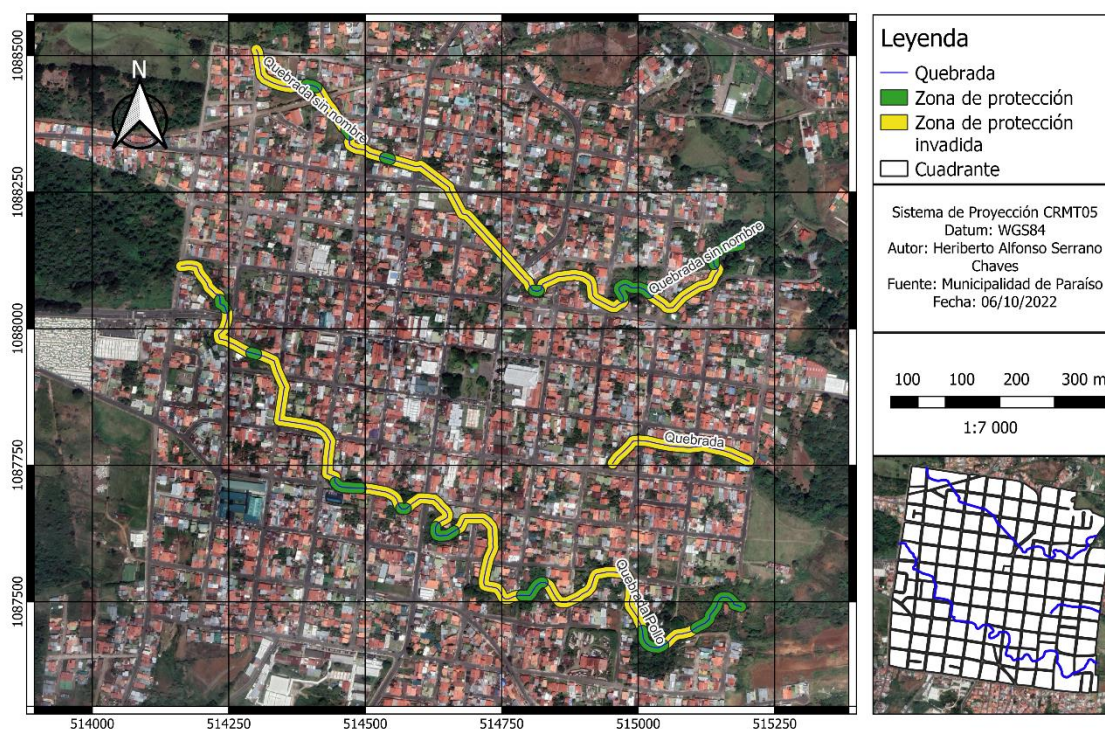 N
Quebrada sin nombre
Quebrada sin nombre
Quebrada
Quebrada Pollo
1088500
1088250
1088000
1087750
1087500
514000
514250
514500
514750
515000
515250
Leyenda
Quebrada
Zona de protección
Zona de protección
invadida
Cuadrante
Sistema de Proyección CRMT05
Datum: WGS84
Autor: Heriberto Alfonso Serrano
Chaves
Fuente: Municipalidad de Paraíso
Fecha: 06/10/2022
100 100 200 300 m
1:7 000